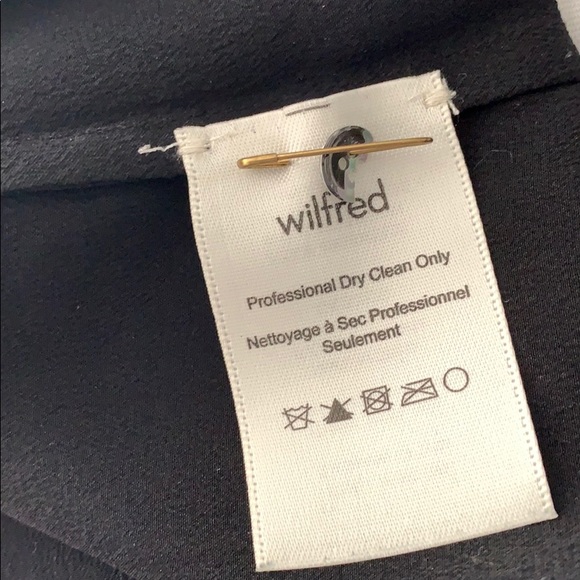 wilfred
Professional Dry Clean Only
Nettoyage à Sec Professionnel
Seulement